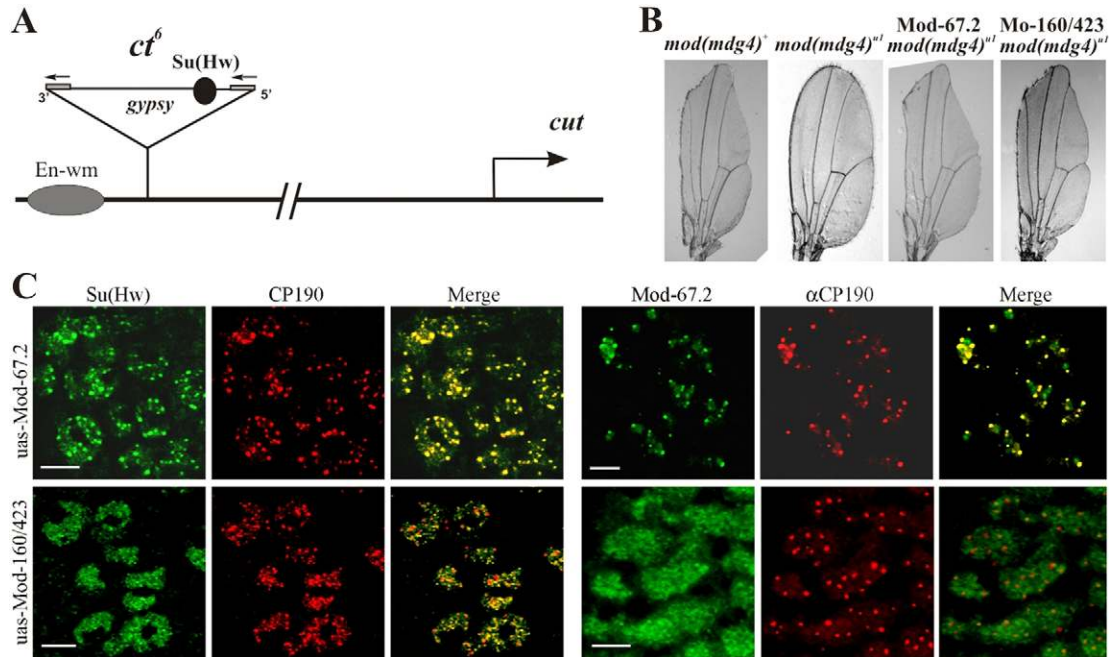 A
ct⁶
Su(Hw)
3'
gypsy
5'
cut
En-wm
B
mod(mdg4)⁺
mod(mdg4)ᵘ¹
Mod-67.2
mod(mdg4)ᵘ¹
Mo-160/423
mod(mdg4)ᵘ¹
C
Su(Hw)
CP190
Merge
Mod-67.2
αCP190
Merge
uas-Mod-67.2
uas-Mod-160/423